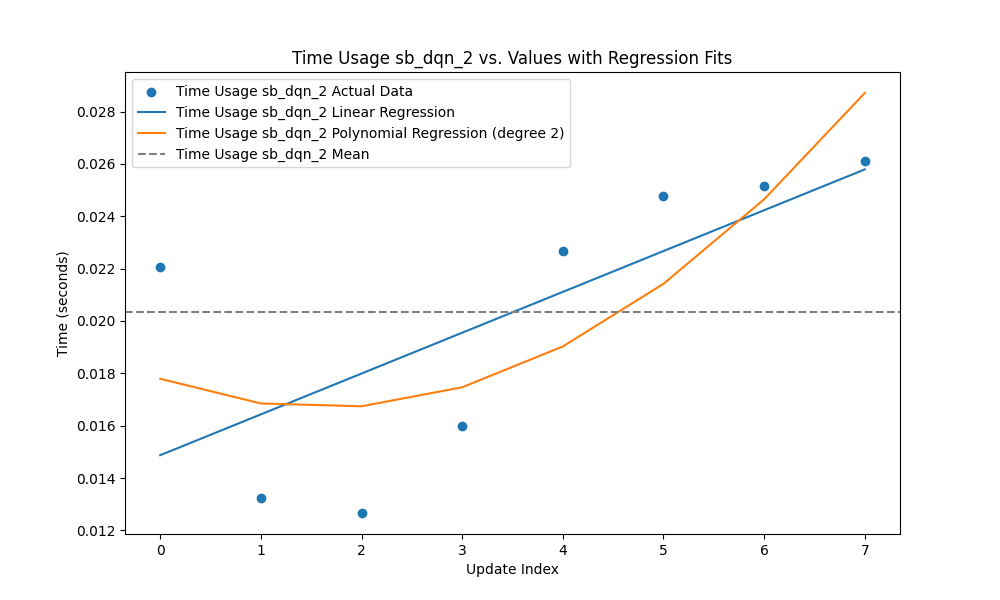 Time Usage sb_dqn_2 vs. Values with Regression Fits
Time Usage sb_dqn_2 Actual Data
Time Usage sb_dqn_2 Linear Regression
Time Usage sb_dqn_2 Polynomial Regression (degree 2)
Time Usage sb_dqn_2 Mean
Time (seconds)
0.028
0.026
0.024
0.022
0.020
0.018
0.016
0.014
0.012
0 1 2 3 4 5 6 7
Update Index